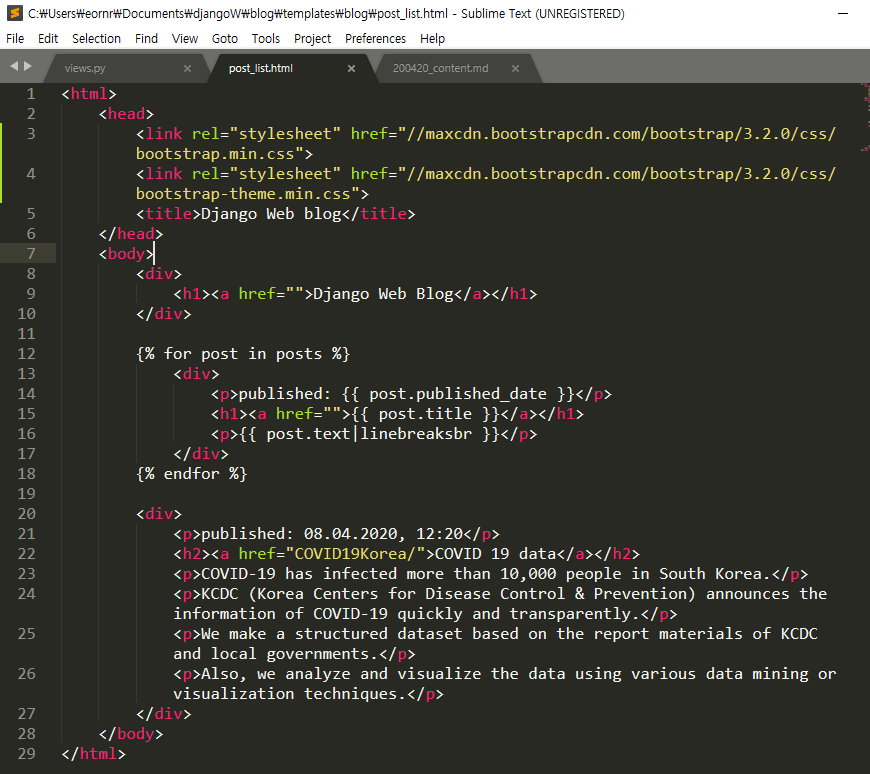 C:₩Users₩eornr₩Documents₩djangoW₩blog₩templates₩blog₩post_list.html - Sublime Text (UNREGISTERED)
File Edit Selection Find View Goto Tools Project Preferences Help
views.py × post_list.html × 200420_content.md ×
1 <html>
2 <head>
3 <link rel="stylesheet" href="//maxcdn.bootstrapcdn.com/bootstrap/3.2.0/css/
bootstrap.min.css">
4 <link rel="stylesheet" href="//maxcdn.bootstrapcdn.com/bootstrap/3.2.0/css/
bootstrap-theme.min.css">
5 <title>Django Web blog</title>
6 </head>
7 <body>
8 <div>
9 <h1><a href="">Django Web Blog</a></h1>
10 </div>
11
12 {% for post in posts %}
13 <div>
14 <p>published: {{ post.published_date }}</p>
15 <h1><a href="">{{ post.title }}</a></h1>
16 <p>{{ post.text|linebreaksbr }}</p>
17 </div>
18 {% endfor %}
19
20 <div>
21 <p>published: 08.04.2020, 12:20</p>
22 <h2><a href="COVID19Korea/">COVID 19 data</a></h2>
23 <p>COVID-19 has infected more than 10,000 people in South Korea.</p>
24 <p>KCDC (Korea Centers for Disease Control & Prevention) announces the
information of COVID-19 quickly and transparently.</p>
25 <p>We make a structured dataset based on the report materials of KCDC
and local governments.</p>
26 <p>Also, we analyze and visualize the data using various data mining or
visualization techniques.</p>
27 </div>
28 </body>
29 </html>